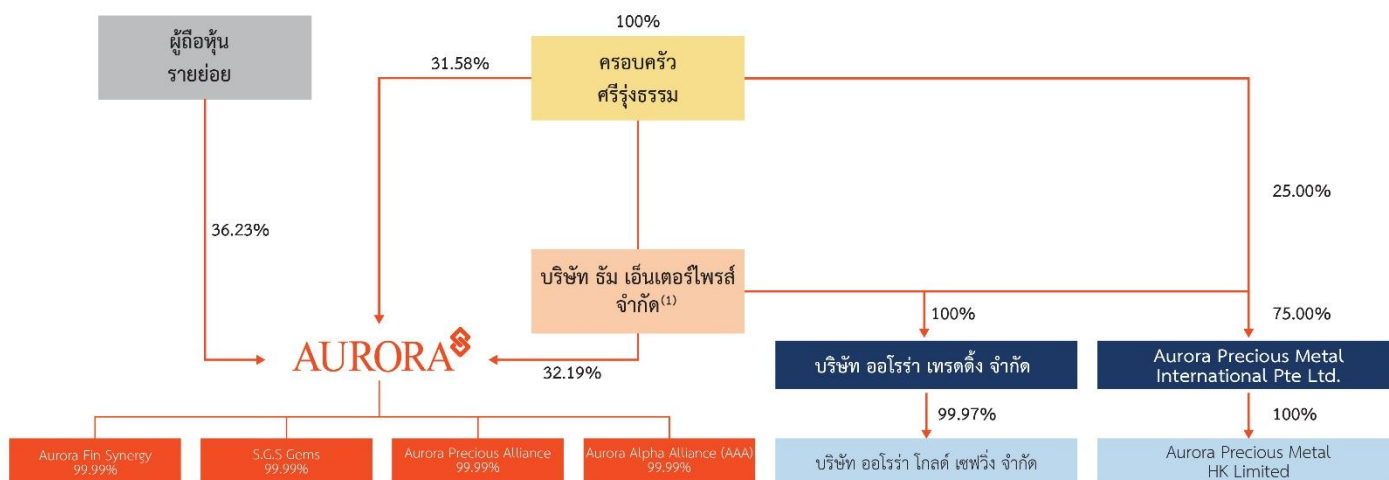 100%
ผู้ถือหุ้น
รายย่อย
31.58%
ครอบครัว
ศรีรุ่งธรรม
25.00%
36.23%
บริษัท ธัม เอ็นเตอร์ไพรส์
จำกัด(1)
100%
75.00%
AURORA
32.19%
บริษัท ออโรร่า เทรดดิ้ง จำกัด
Aurora Precious Metal
International Pte Ltd.
99.97%
100%
Aurora Fin Synergy
99.99%
S.G.S Gems
99.99%
Aurora Precious Alliance
99.99%
Aurora Alpha Alliance (AAA)
99.99%
บริษัท ออโรร่า โกลด์ เซฟวิ่ง จำกัด
Aurora Precious Metal
HK Limited